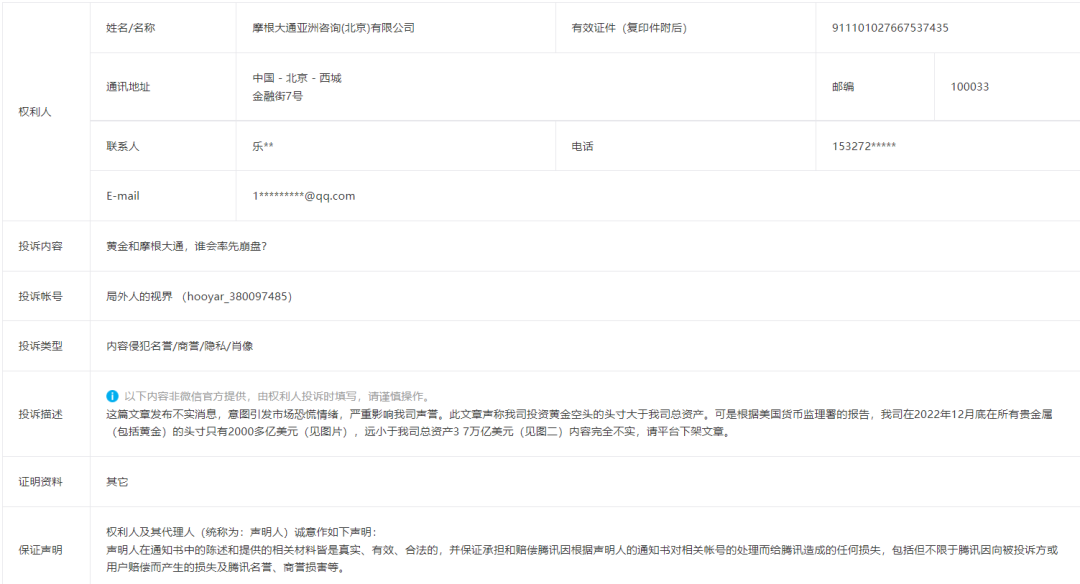 姓名/名称 摩根大通亚洲咨询(北京)有限公司 有效证件（复印件附后） 911101027667537435
权利人
通讯地址 中国 - 北京 - 西城
金融街7号
邮编 100033
联系人 乐** 电话 153272*****
E-mail 1*********@qq.com
投诉内容 黄金和摩根大通，谁会率先崩盘？
投诉帐号 局外人的视界 （hooyar_380097485）
投诉类型 内容侵犯名誉/商誉/隐私/肖像
投诉描述
以下内容非微信官方提供，由权利人投诉时填写，请谨慎操作。
这篇文章发布不实消息，意图引发市场恐慌情绪，严重影响我司声誉。此文章声称我司投资黄金空头的头寸大于我司总资产。可是根据美国货币监理署的报告，我司在2022年12月底在所有贵金属
（包括黄金）的头寸只有2000多亿美元（见图片），远小于我司总资产3 7万亿美元（见图二）内容完全不实，请平台下架文章。
证明资料 其它
保证声明
权利人及其代理人（统称为：声明人）诚意作如下声明：
声明人在通知书中的陈述和提供的相关材料皆是真实、有效、合法的，并保证承担和赔偿腾讯因根据声明人的通知书对相关帐号的处理而给腾讯造成的任何损失，包括但不限于腾讯因向被投诉方或
用户赔偿而产生的损失及腾讯名誉、商誉损害等。